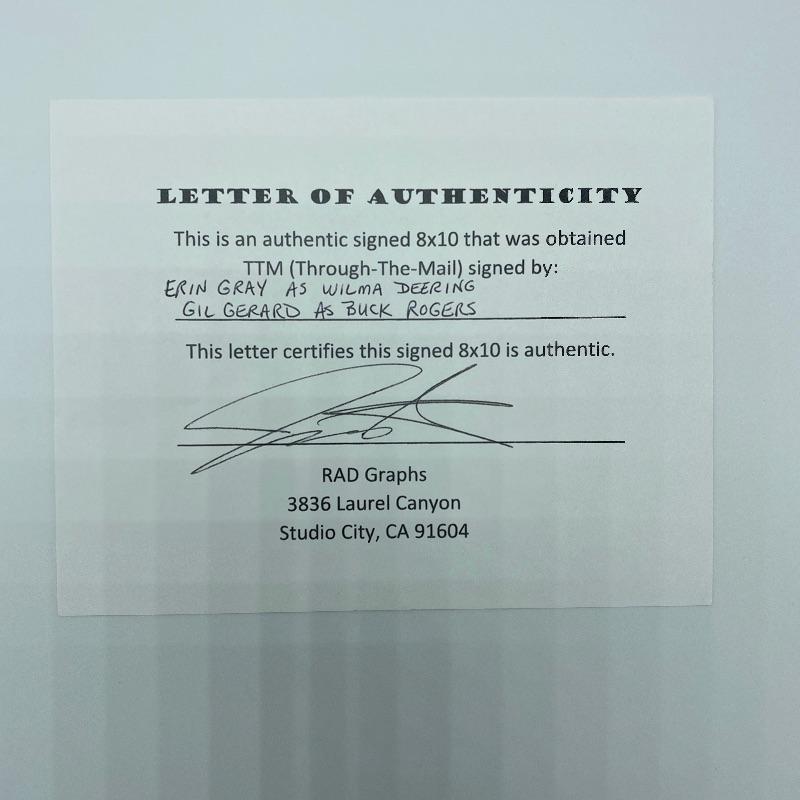 LETTER OF AUTHENTICITY
This is an authentic signed 8x10 that was obtained
TTM (Through-The-Mail) signed by:
ERIN GRAY AS WILMA DEERING
GIL GERARD AS BUCK ROGERS
This letter certifies this signed 8x10 is authentic.
RAD Graphs
3836 Laurel Canyon
Studio City, CA 91604